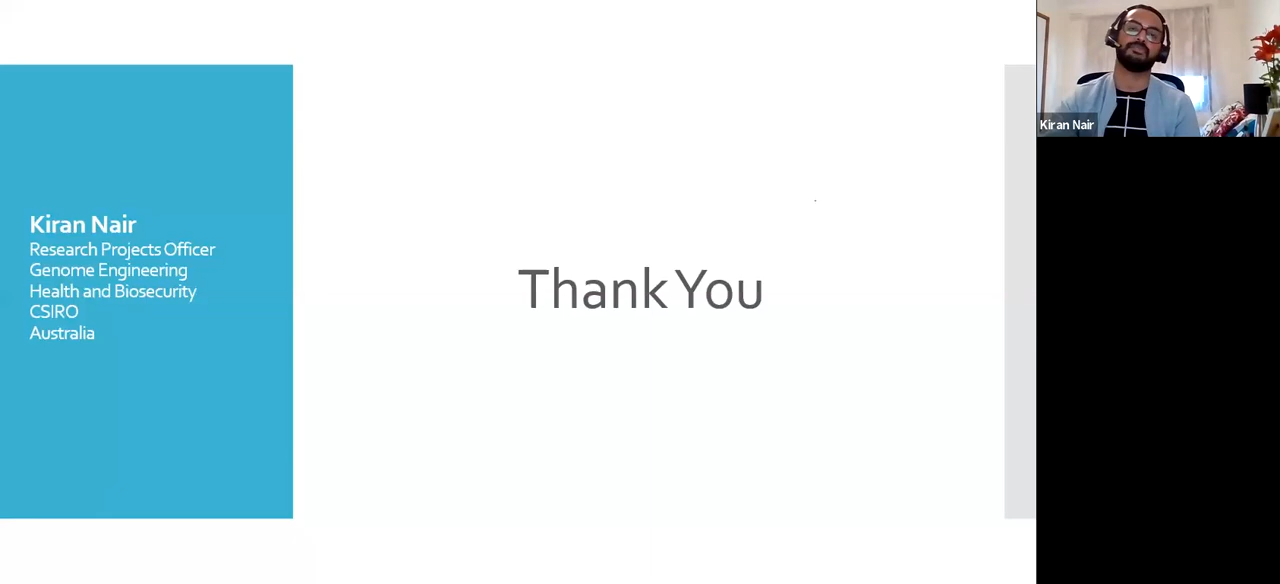 Kiran Nair
Research Projects Officer
Genome Engineering
Health and Biosecurity
CSIRO
Australia
Thank You
Kiran Nair